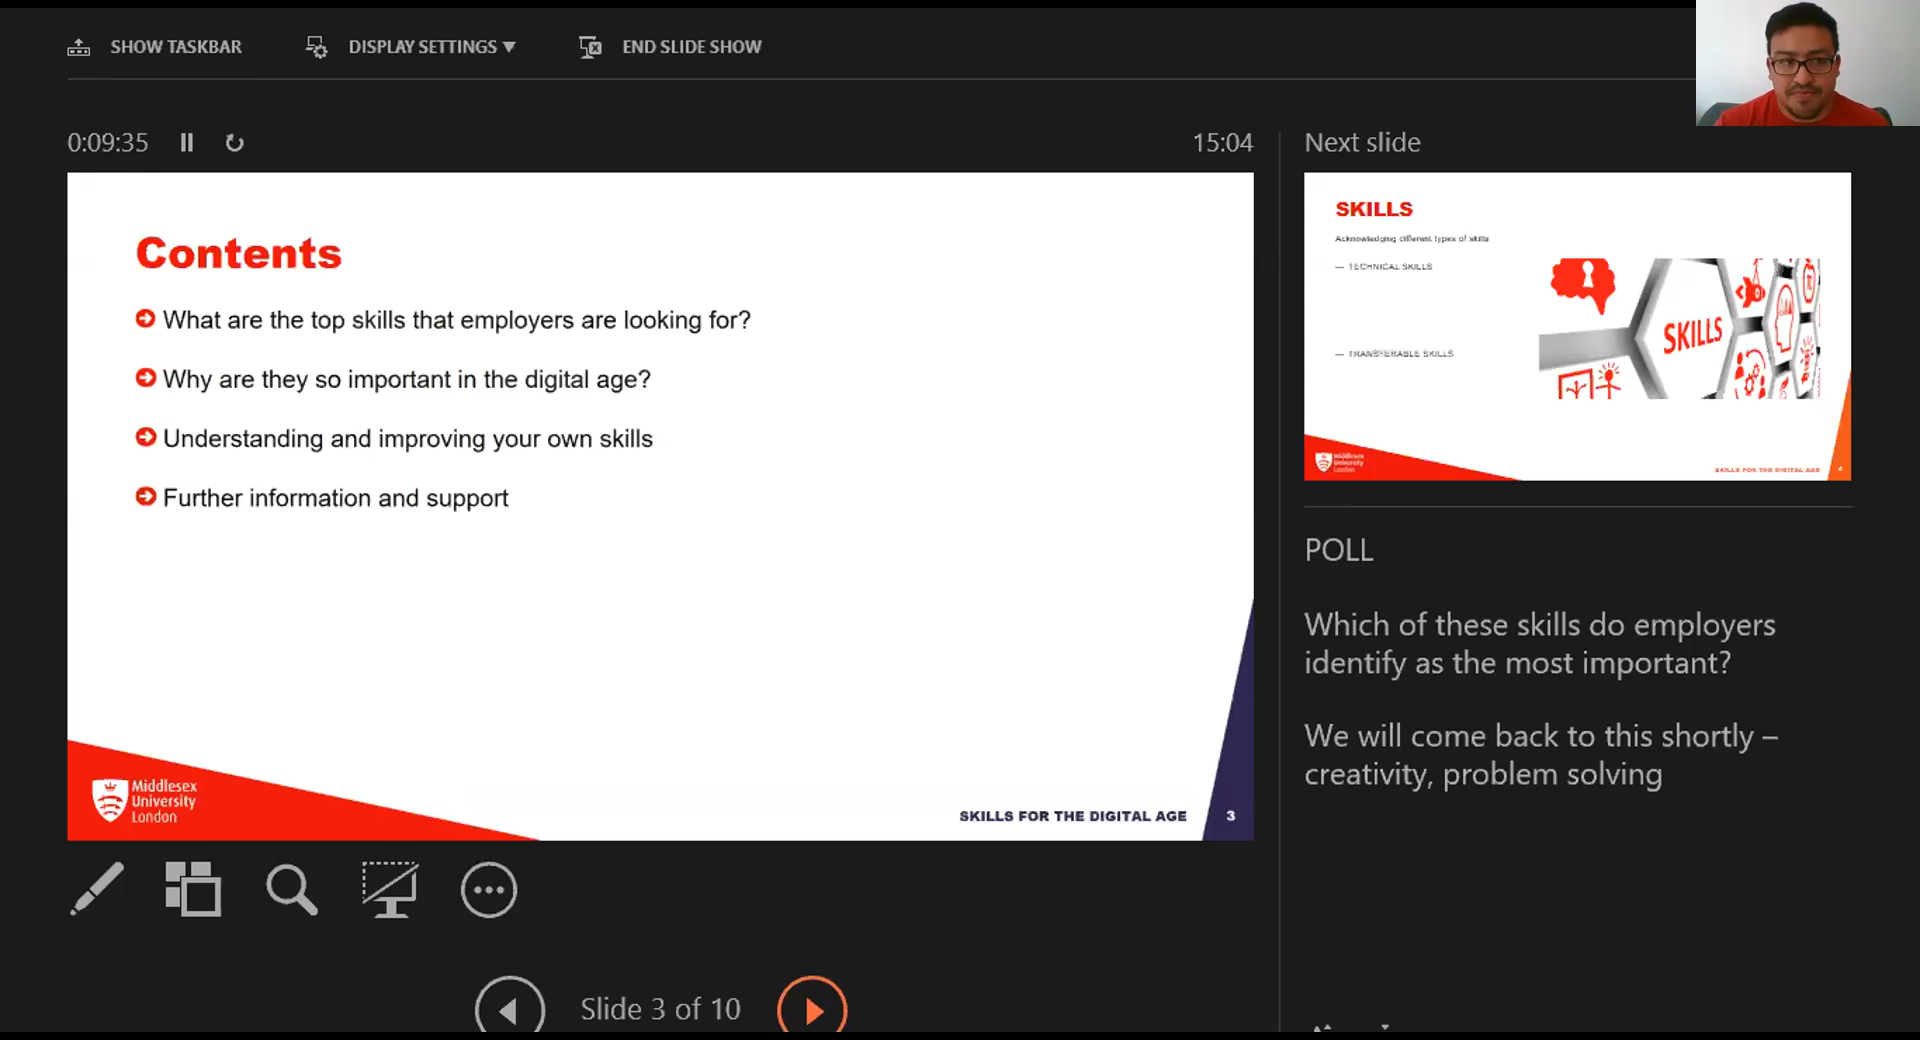 SHOW TASKBAR
DISPLAY SETTINGS
END SLIDE SHOW
0:09:35
15:04
Contents
What are the top skills that employers are looking for?
Why are they so important in the digital age?
Understanding and improving your own skills
Further information and support
Middlesex
University
London
SKILLS FOR THE DIGITAL AGE
3
Slide 3 of 10
Next slide
SKILLS
Acknowledging different types of skills
— TECHNICAL SKILLS
— TRANSFERABLE SKILLS
SKILLS
Middlesex
University
London
SKILLS FOR THE DIGITAL AGE
4
POLL
Which of these skills do employers
identify as the most important?
We will come back to this shortly –
creativity, problem solving